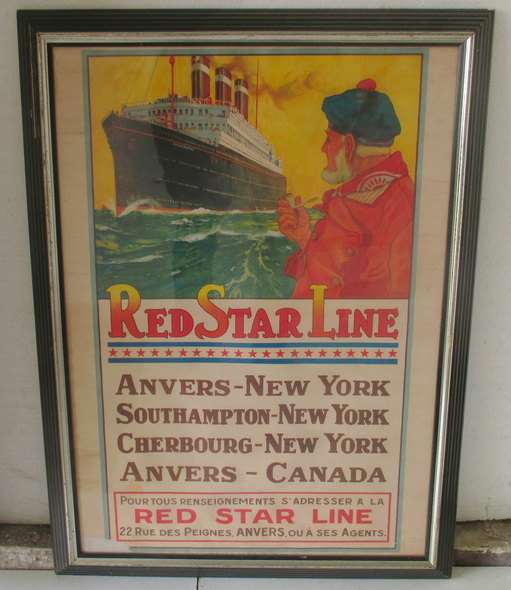 RED STAR LINE
ANVERS-NEW YORK
SOUTHAMPTON-NEW YORK
CHERBOURG-NEW YORK
ANVERS - CANADA
POUR TOUS RENSEIGNEMENTS S'ADRESSER A LA
RED STAR LINE
22, RUE DES PEIGNES, ANVERS, OU À SES AGENTS.